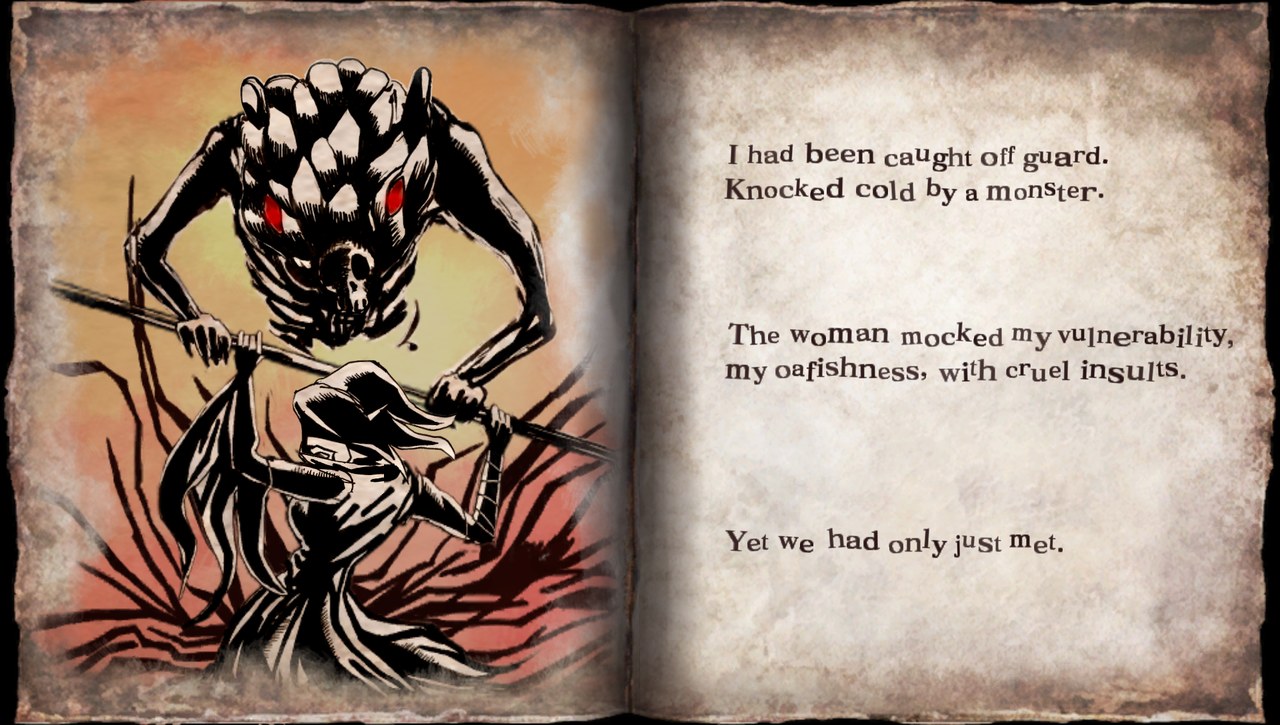 I had been caught off guard.
Knocked cold by a monster.
The woman mocked my vulnerability,
my oafishness, with cruel insults.
Yet we had only just met.